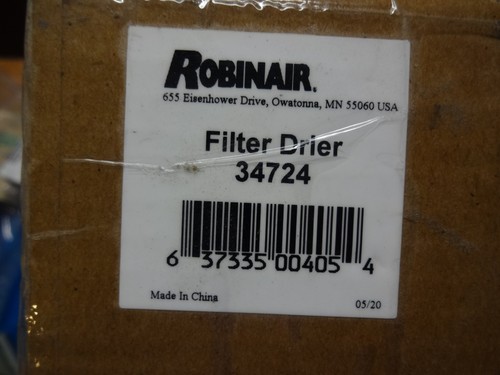 ROBINAIR.
655 Eisenhower Drive, Owatonna, MN 55060 USA
Filter Drier
34724
6 37335 00405 4
Made In China 05/20